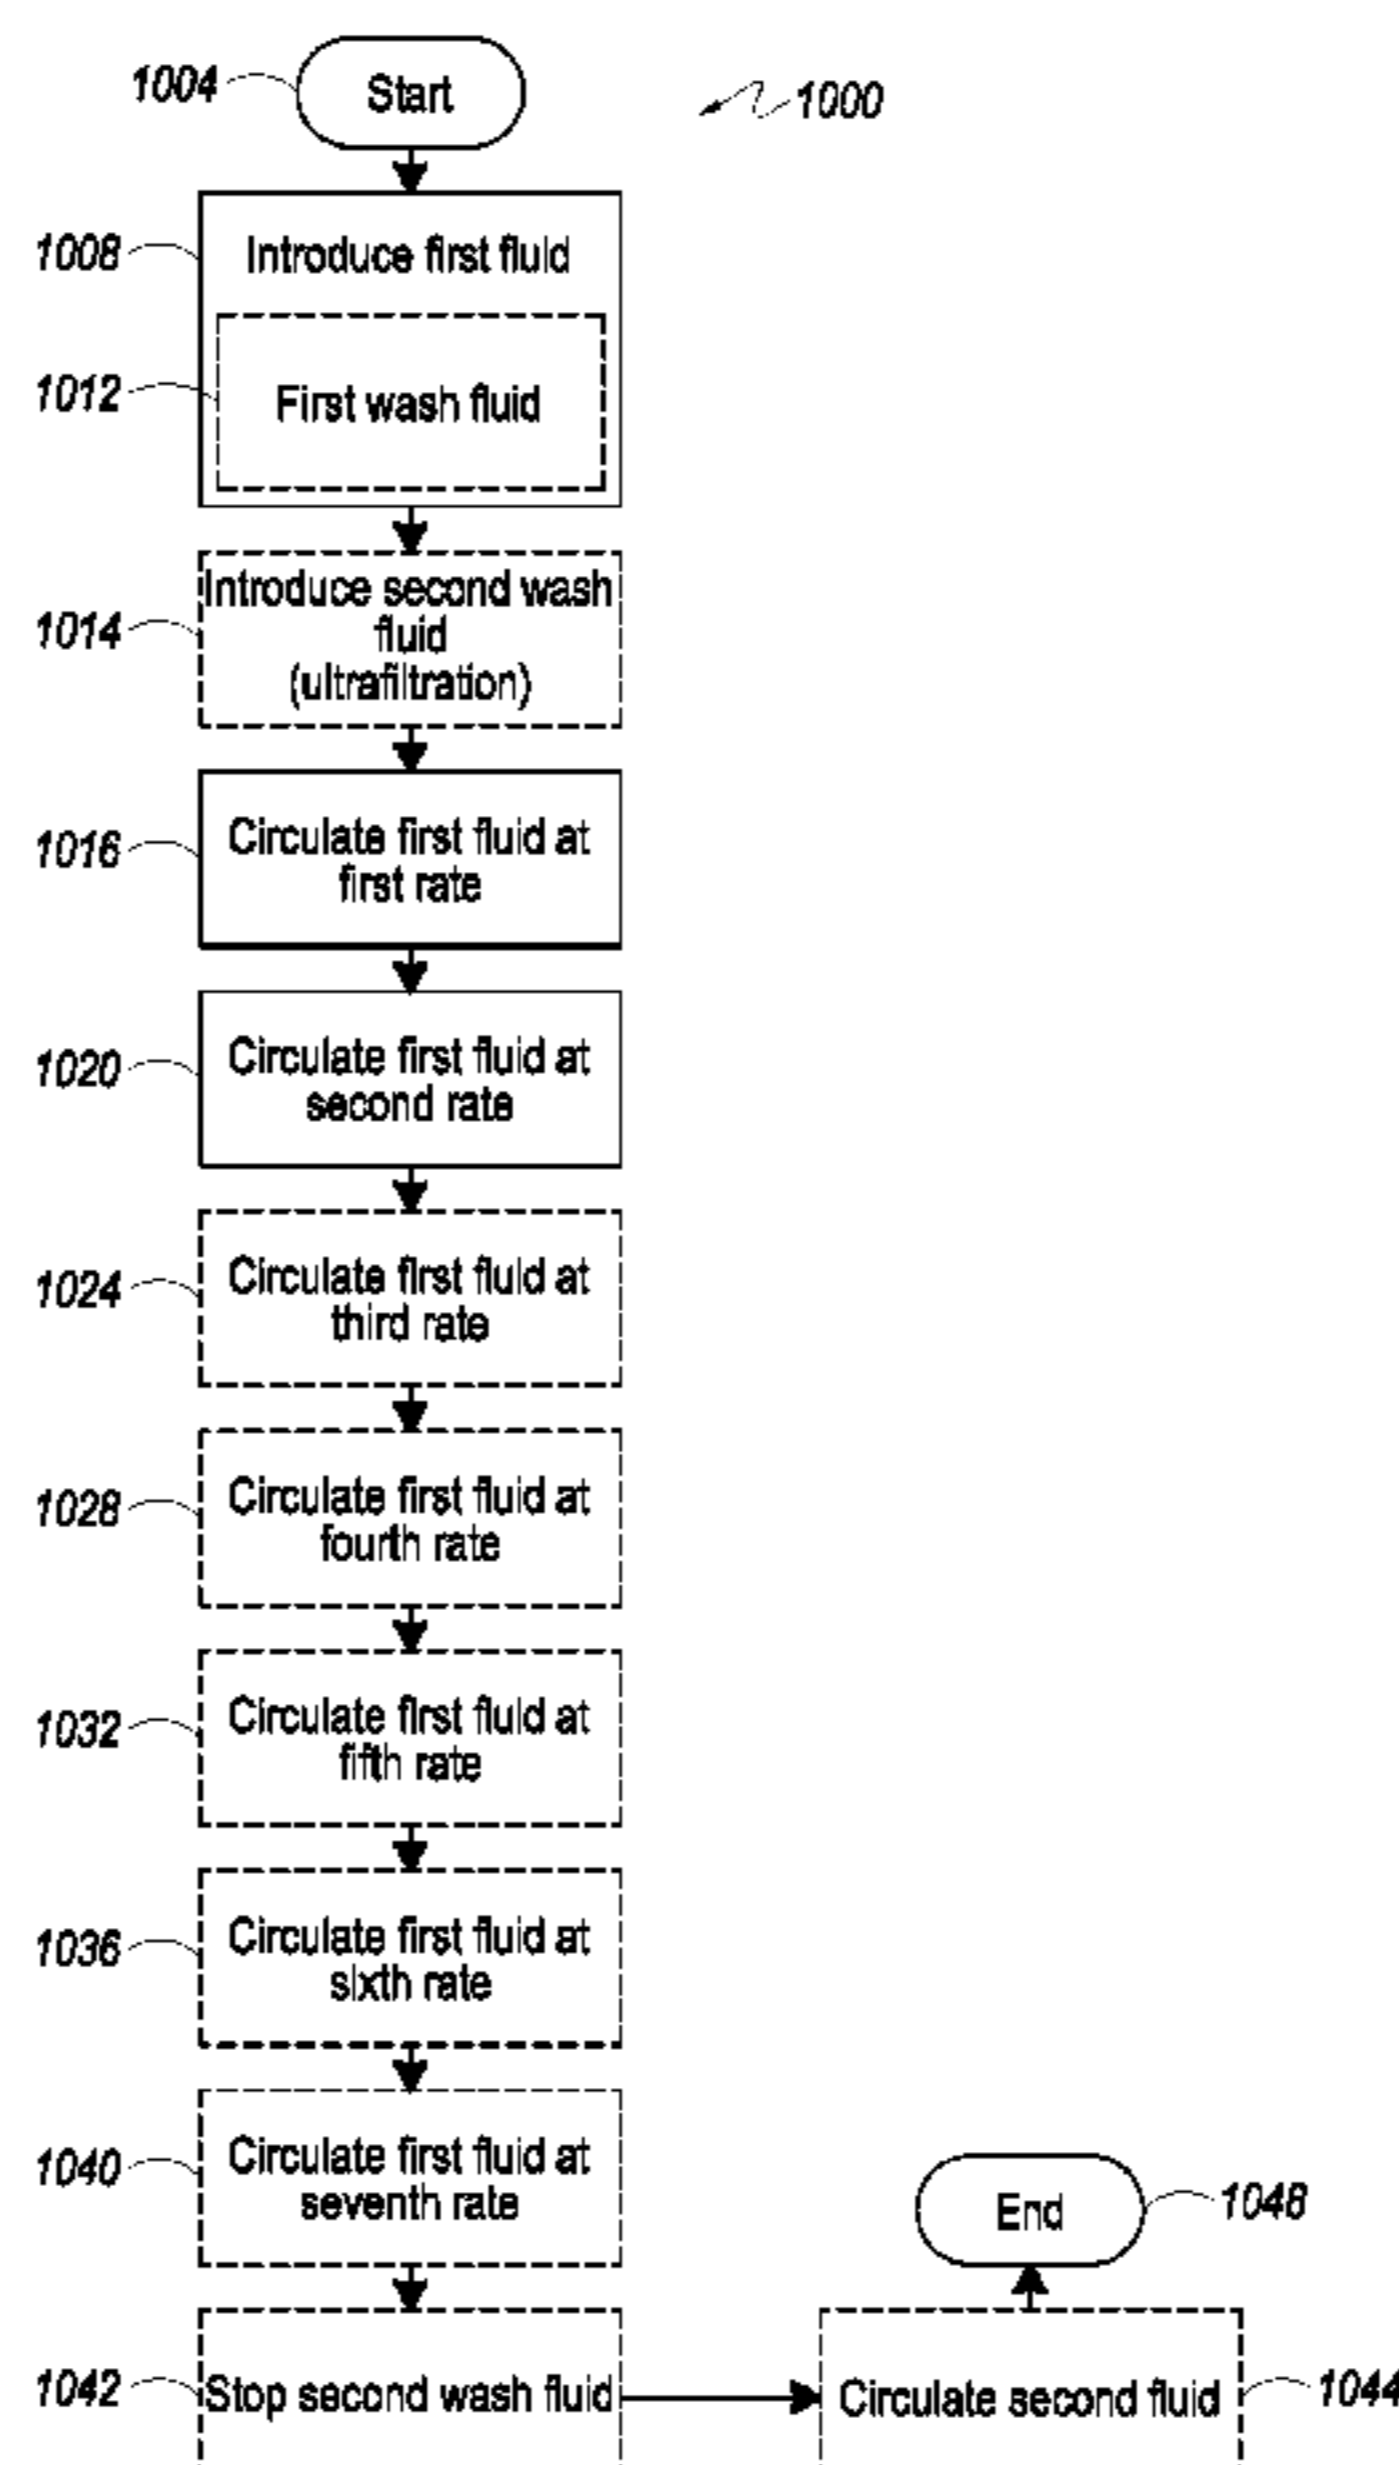 1004
Start
1000
1008
Introduce first fluid
1012
First wash fluid
1014
Introduce second wash
fluid
(ultrafiltration)
1016
Circulate first fluid at
first rate
1020
Circulate first fluid at
second rate
1024
Circulate first fluid at
third rate
1028
Circulate first fluid at
fourth rate
1032
Circulate first fluid at
fifth rate
1036
Circulate first fluid at
sixth rate
1040
Circulate first fluid at
seventh rate
End
1048
1042
Stop second wash fluid
Circulate second fluid
1044